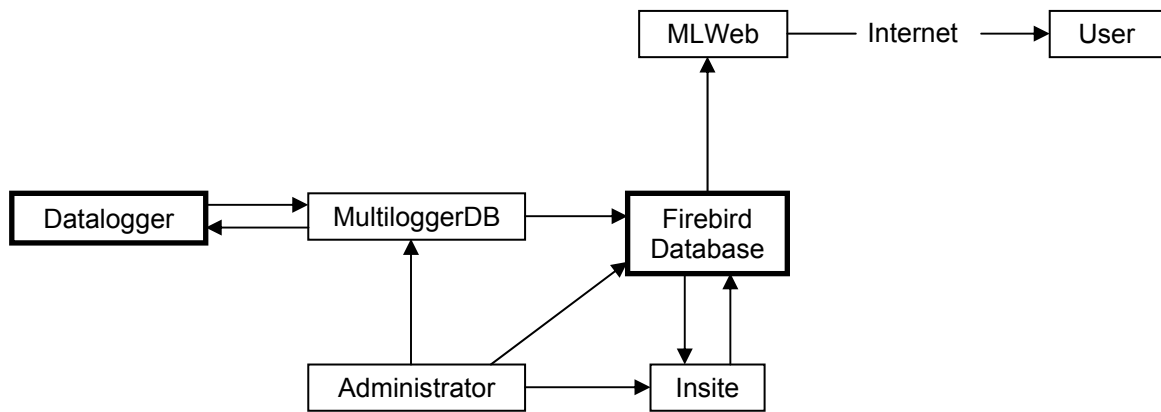 MLWeb
Internet
User
Datalogger
MultiloggerDB
Firebird
Database
Administrator
Insite